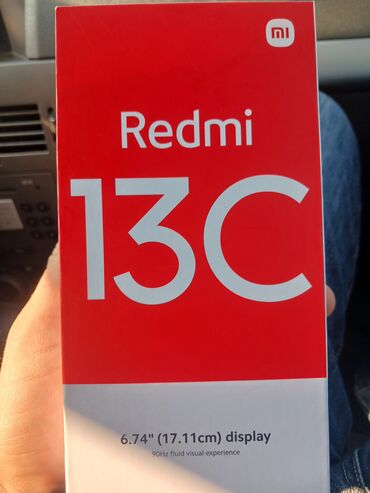 mi
Redmi
13C
6.74" (17.11cm) display
90Hz fluid visual experience